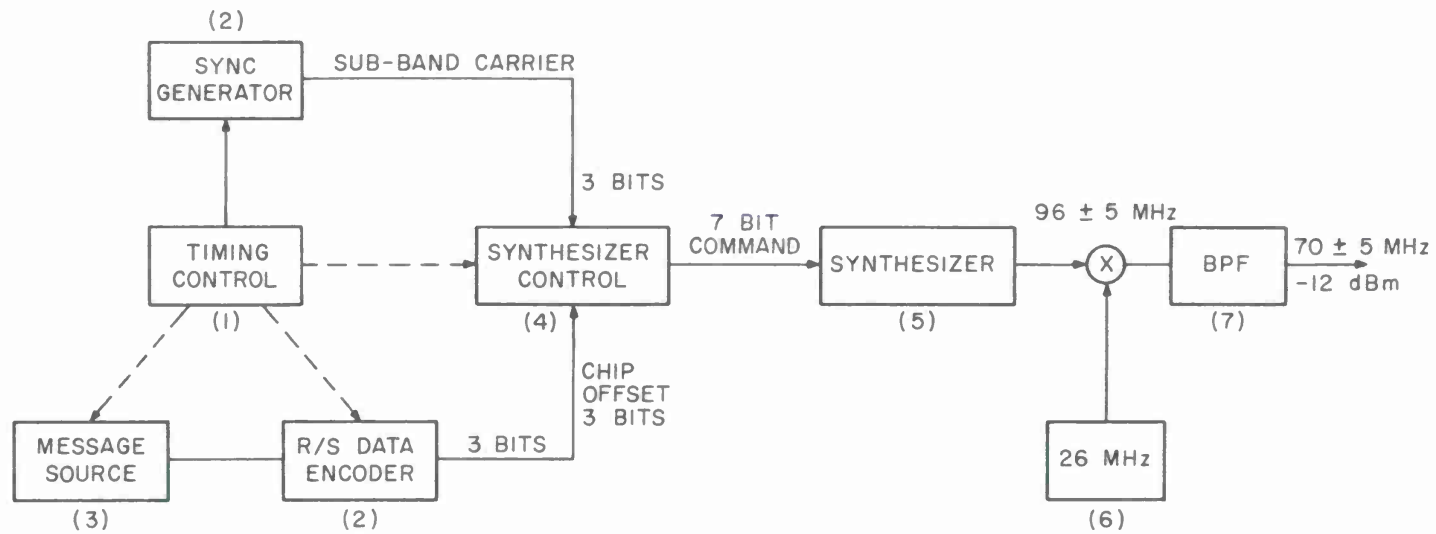 (2)
SYNC
GENERATOR
SUB-BAND CARRIER
3 BITS
TIMING
CONTROL
(1)
SYNTHESIZER
CONTROL
(4)
7 BIT
COMMAND
SYNTHESIZER
(5)
96 ± 5 MHz
X
BPF
(7)
70 ± 5 MHz
-12 dBm
CHIP
OFFSET
3 BITS
MESSAGE
SOURCE
(3)
R/S DATA
ENCODER
(2)
3 BITS
26 MHz
(6)